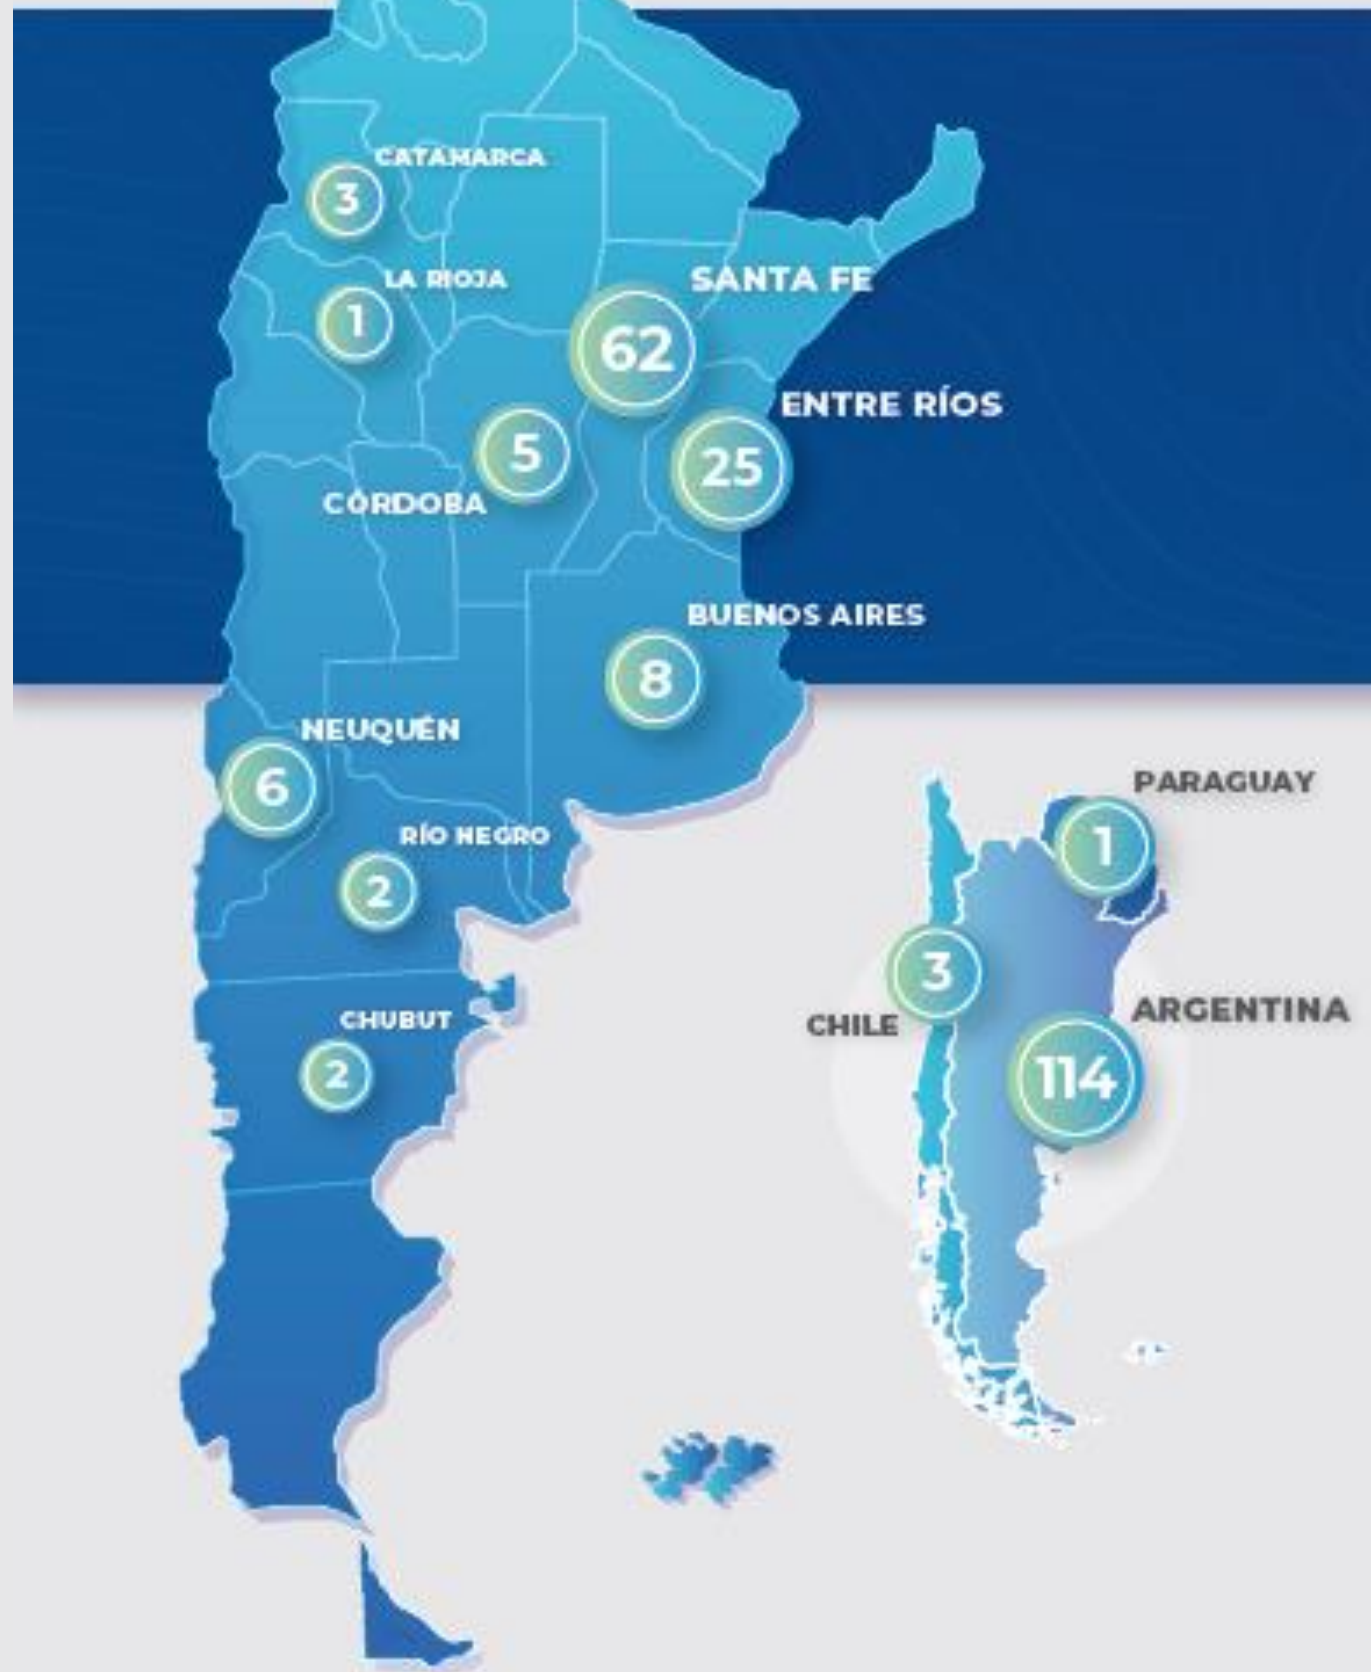 CATAMARCA
3
LA RIOJA
1
SANTA FE
62
ENTRE RÍOS
25
5
CÓRDOBA
BUENOS AIRES
8
NEUQUÉN
6
RÍO NEGRO
2
CHUBUT
2
PARAGUAY
1
3
CHILE
ARGENTINA
114